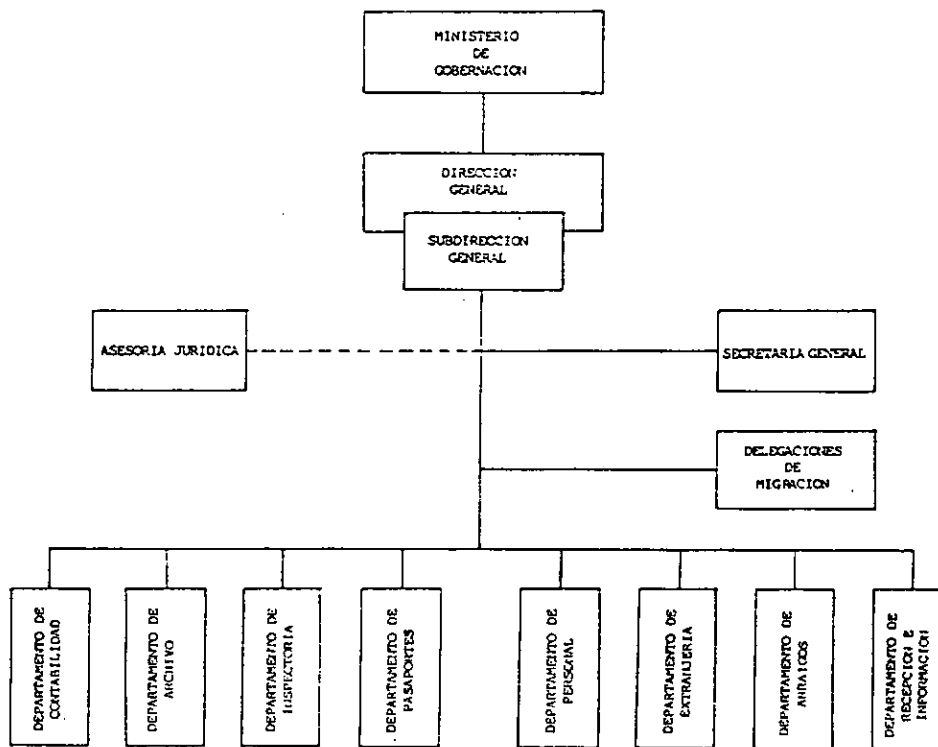 MINISTERIO
DE
GOBERNACION
DIRECCION
GENERAL
SUBDIRECCION
GENERAL
ASESORIA JURIDICA
SECRETARIA GENERAL
DELEGACIONES
DE
MIGRACION
DEPARTAMENTO DE
CONTABILIDAD
DEPARTAMENTO DE
ARCHIVO
DEPARTAMENTO DE
INSPECTORIA
DEPARTAMENTO DE
PASAPORTES
DEPARTAMENTO DE
PERSONAL
DEPARTAMENTO DE
EXTRANJERIA
DEPARTAMENTO DE
ARRAIGOS
DEPARTAMENTO DE
RECEPCION E
INFORMACION